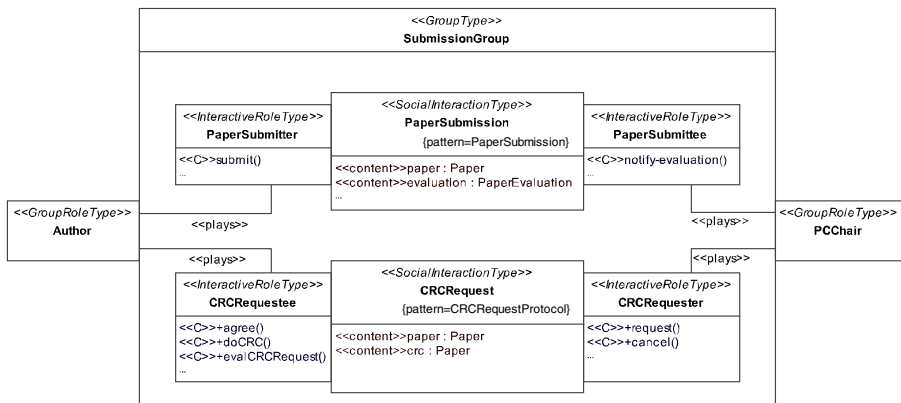 <<GroupType>>
SubmissionGroup
<<InteractiveRoleType>>
PaperSubmitter
<<C>>submit()
...
<<SocialInteractionType>>
PaperSubmission
{pattern=PaperSubmission}
<<content>>paper : Paper
<<content>>evaluation : PaperEvaluation
...
<<InteractiveRoleType>>
PaperSubmittee
<<C>>notify-evaluation()
...
<<GroupRoleType>>
Author
<<plays>>
<<plays>>
<<GroupRoleType>>
PCChair
<<plays>>
<<plays>>
<<InteractiveRoleType>>
CRCRequestee
<<C>>+agree()
<<C>>+doCRC()
<<C>>+evalCRCRequest()
...
<<SocialInteractionType>>
CRCRequest
{pattern=CRCRequestProtocol}
<<content>>paper : Paper
<<content>>crc : Paper
<<InteractiveRoleType>>
CRCRequester
<<C>>+request()
<<C>>+cancel()
...